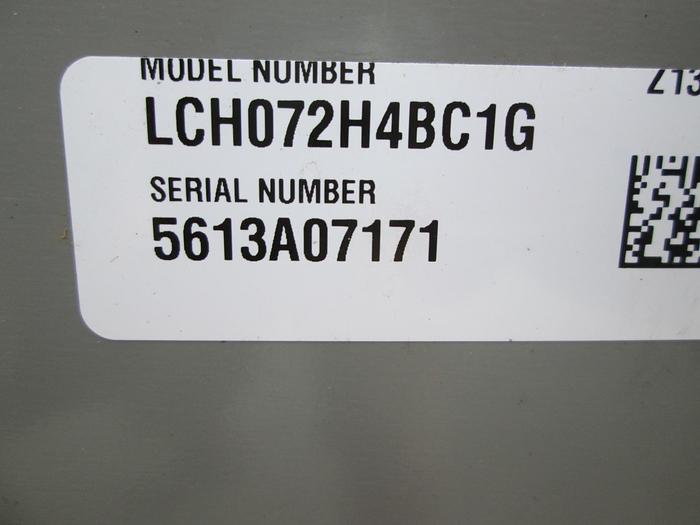 MODEL NUMBER
LCH072H4BC1G
SERIAL NUMBER
5613A07171